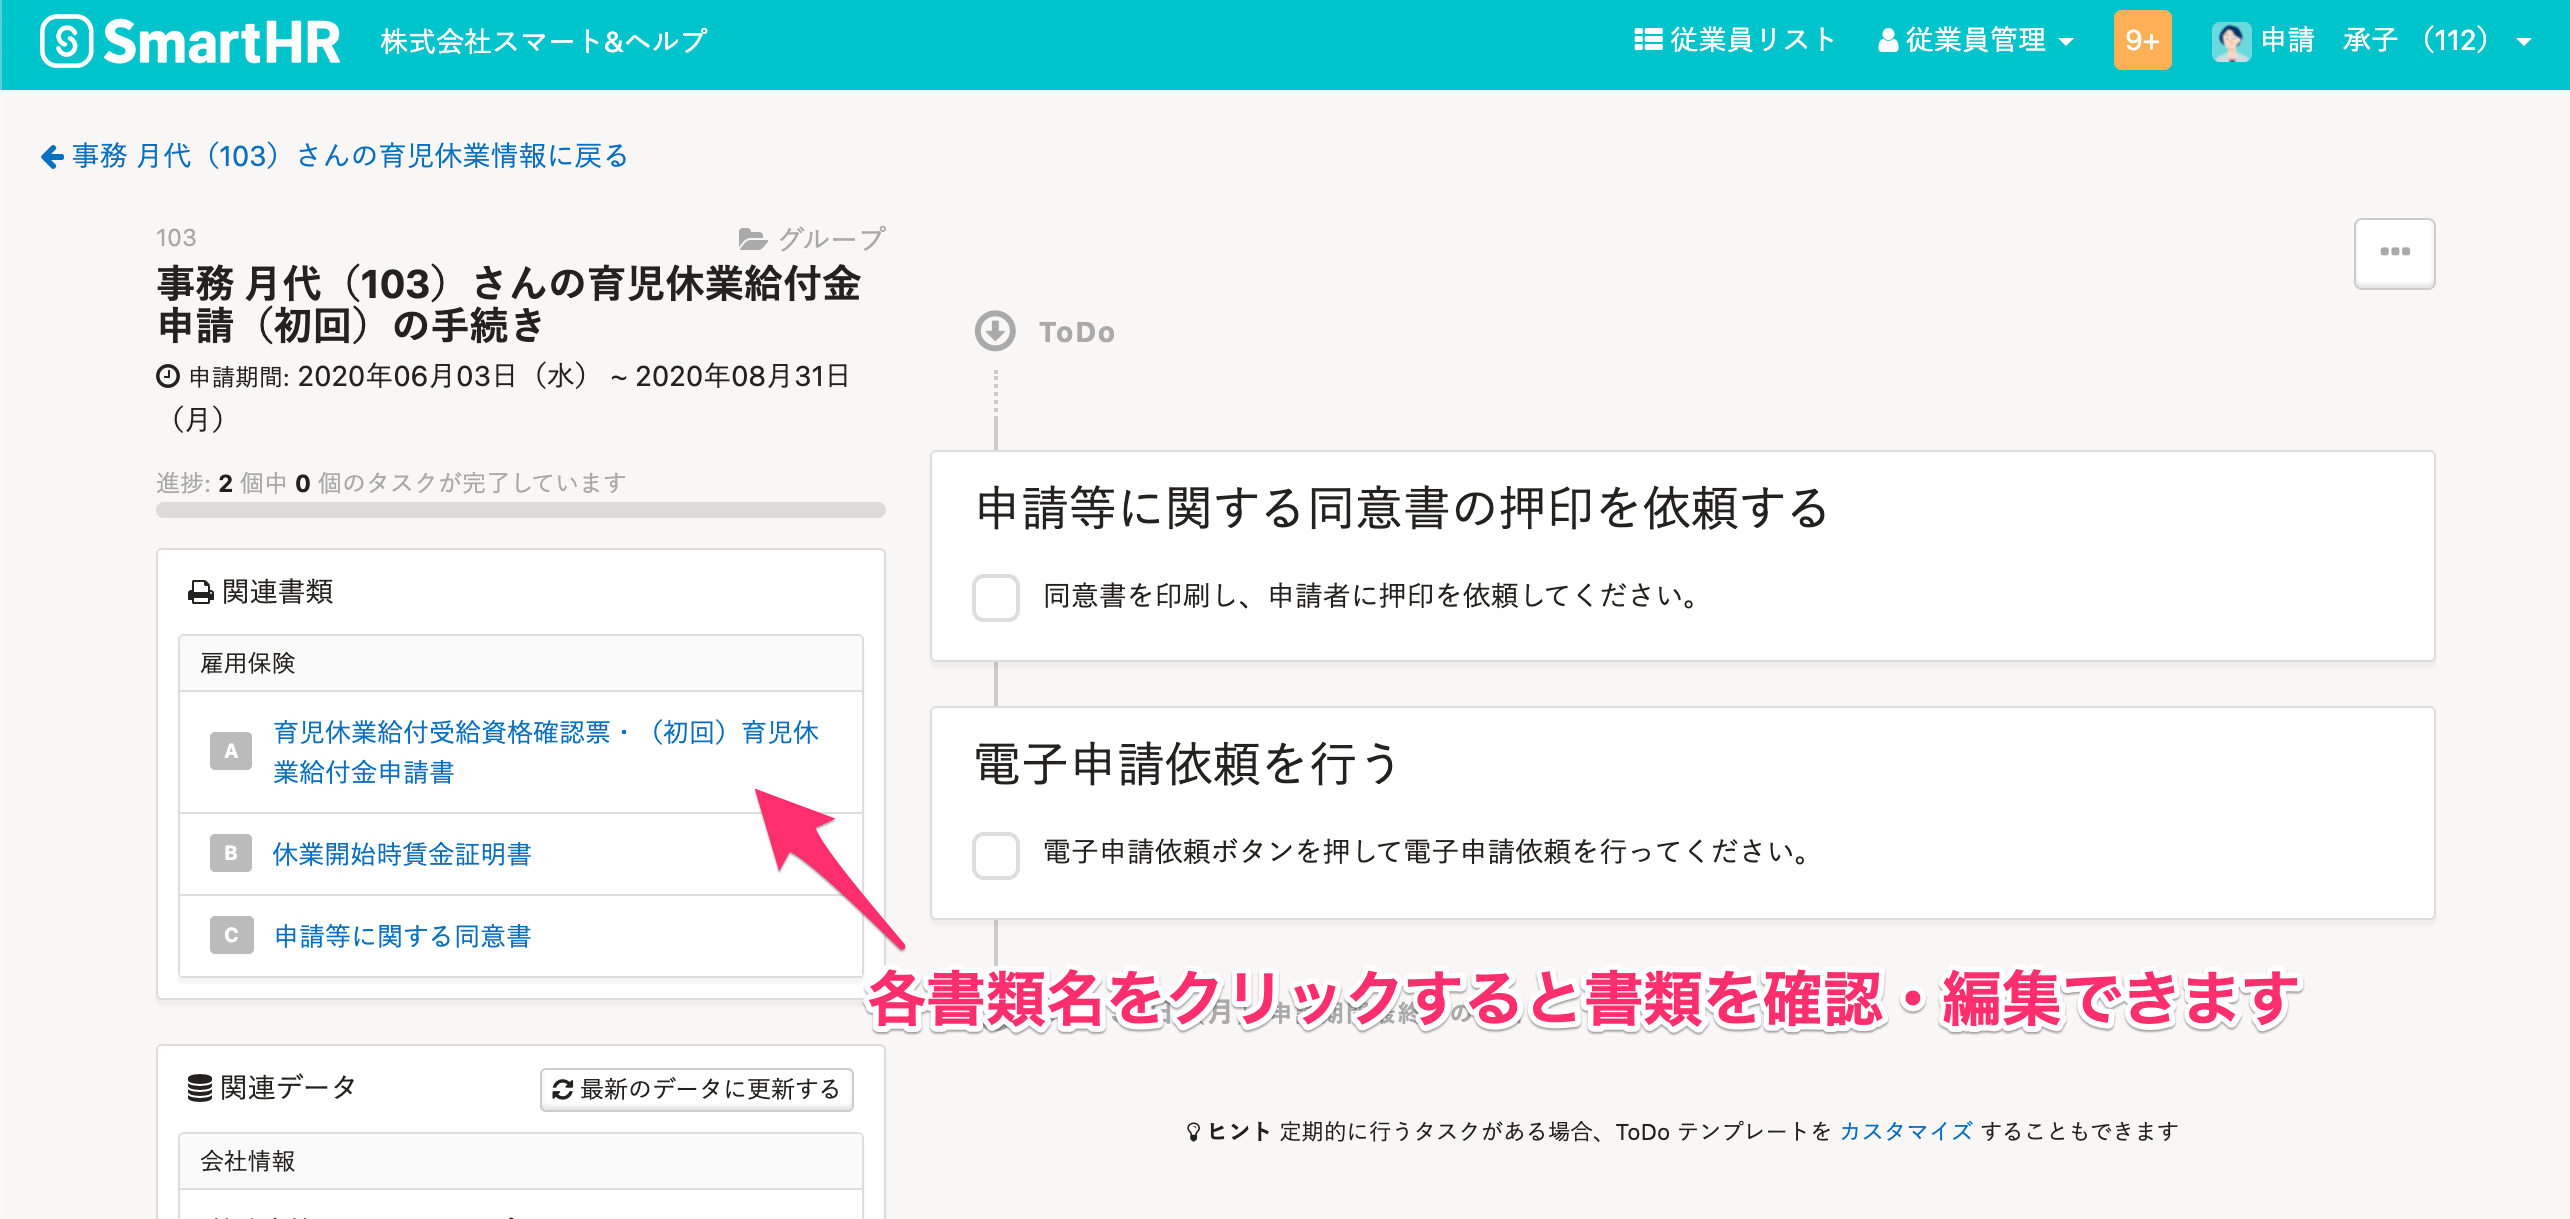 SmartHR 株式会社スマート&ヘルプ 従業員リスト 従業員管理 9+ 申請 承子 （112）
事務 月代（103）さんの育児休業情報に戻る
103 グループ
事務 月代（103）さんの育児休業給付金
申請（初回）の手続き
申請期間: 2020年06月03日（水） ~ 2020年08月31日
（月）
進捗: 2 個中 0 個のタスクが完了しています
関連書類
雇用保険
A 育児休業給付受給資格確認票・（初回）育児休
業給付金申請書
B 休業開始時賃金証明書
C 申請等に関する同意書
関連データ 最新のデータに更新する
会社情報
ToDo
申請等に関する同意書の押印を依頼する
同意書を印刷し、申請者に押印を依頼してください。
電子申請依頼を行う
電子申請依頼ボタンを押して電子申請依頼を行ってください。
各書類名をクリックすると書類を確認・編集できます
ヒント 定期的に行うタスクがある場合、ToDo テンプレートを カスタマイズ することもできます